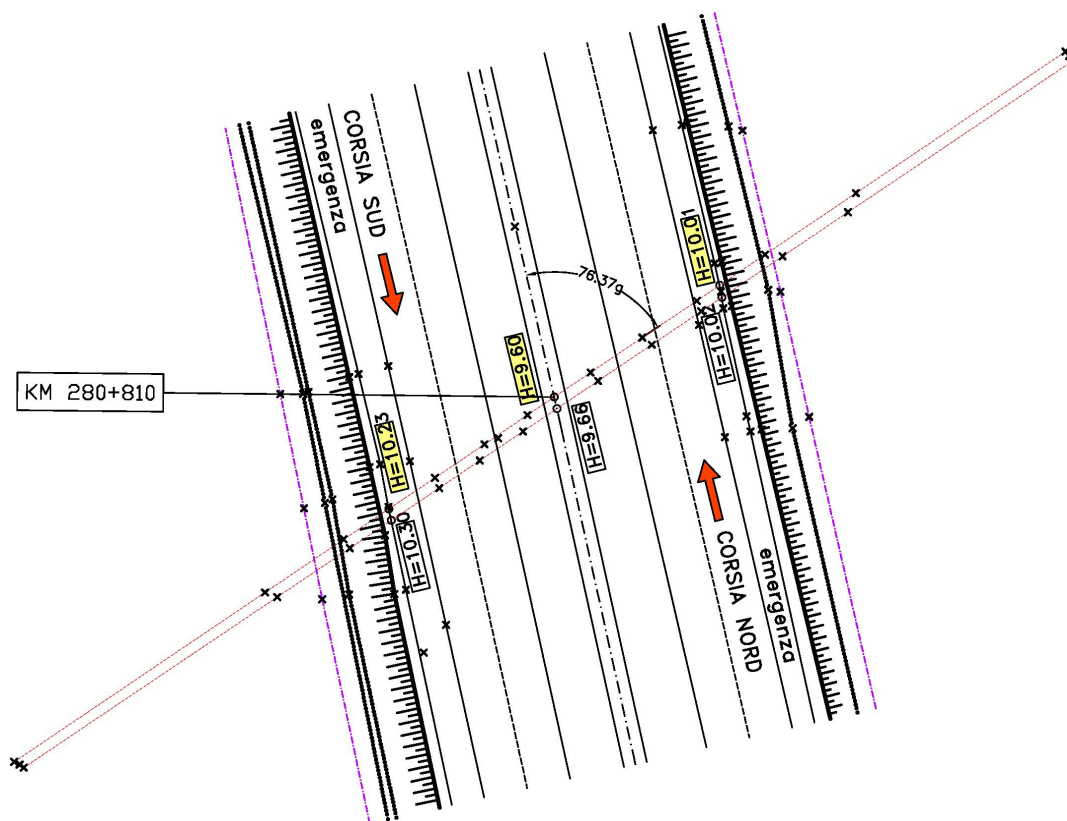 CORSIA SUD
emergenza
H=10.01
76.37g
H=10.02
H=9.60
KM 280+810
H=9.66
H=10.23
H=10.30
CORSIA NORD
emergenza